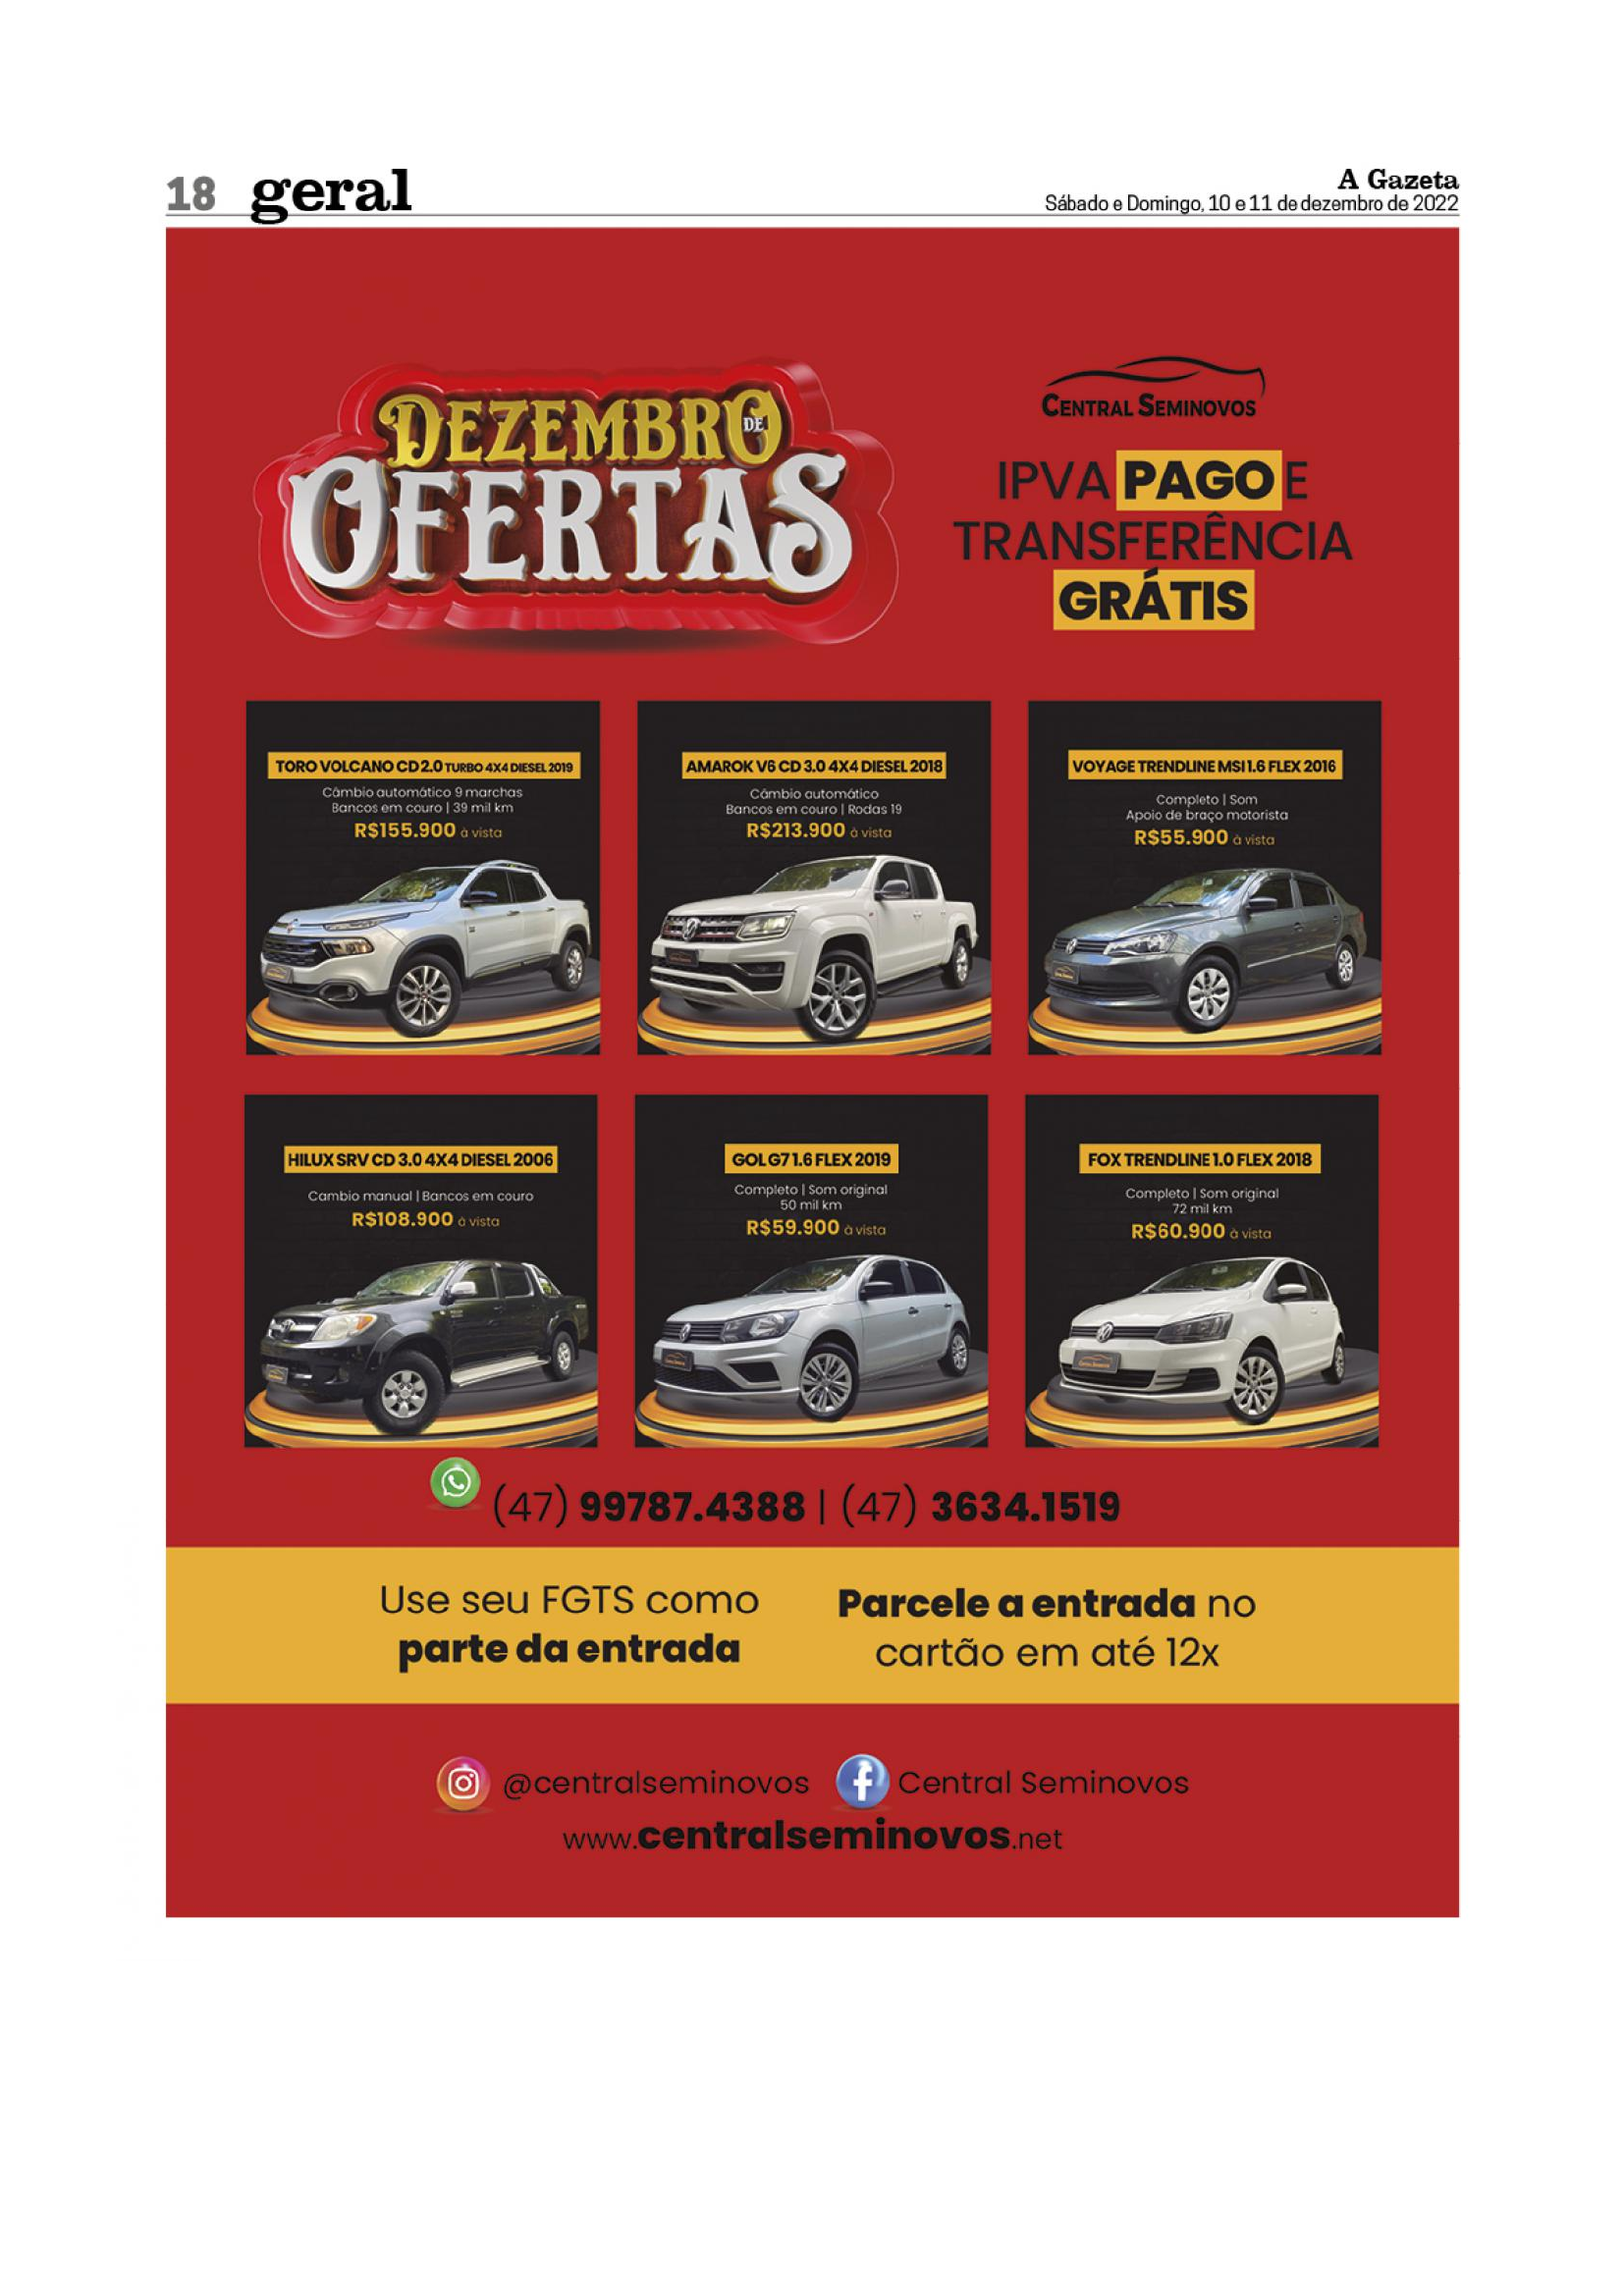 18 geral
A Gazeta
Sábado e Domingo, 10 e 11 de dezembro de 2022
DEZEMBRO DE
OFERTAS
CENTRAL SEMINOVOS
IPVA PAGO E
TRANSFERÊNCIA
GRÁTIS
TORO VOLCANO CD 2.0 TURBO 4X4 DIESEL 2019
Câmbio automático 9 marchas
Bancos em couro | 39 mil km
R$155.900 à vista
AMAROK V6 CD 3.0 4X4 DIESEL 2018
Câmbio automático
Bancos em couro | Rodas 19
R$213.900 à vista
VOYAGE TRENDLINE MSI 1.6 FLEX 2016
Completo | Som
Apoio de braço motorista
R$55.900 à vista
HILUX SRV CD 3.0 4X4 DIESEL 2006
Cambio manual | Bancos em couro
R$108.900 à vista
GOL G7 1.6 FLEX 2019
Completo | Som original
50 mil km
R$59.900 à vista
FOX TRENDLINE 1.0 FLEX 2018
Completo | Som original
72 mil km
R$60.900 à vista
(47) 99787.4388 | (47) 3634.1519
Use seu FGTS como
parte da entrada
Parcele a entrada no
cartão em até 12x
@centralseminovos
Central Seminovos
www.centralseminovos.net